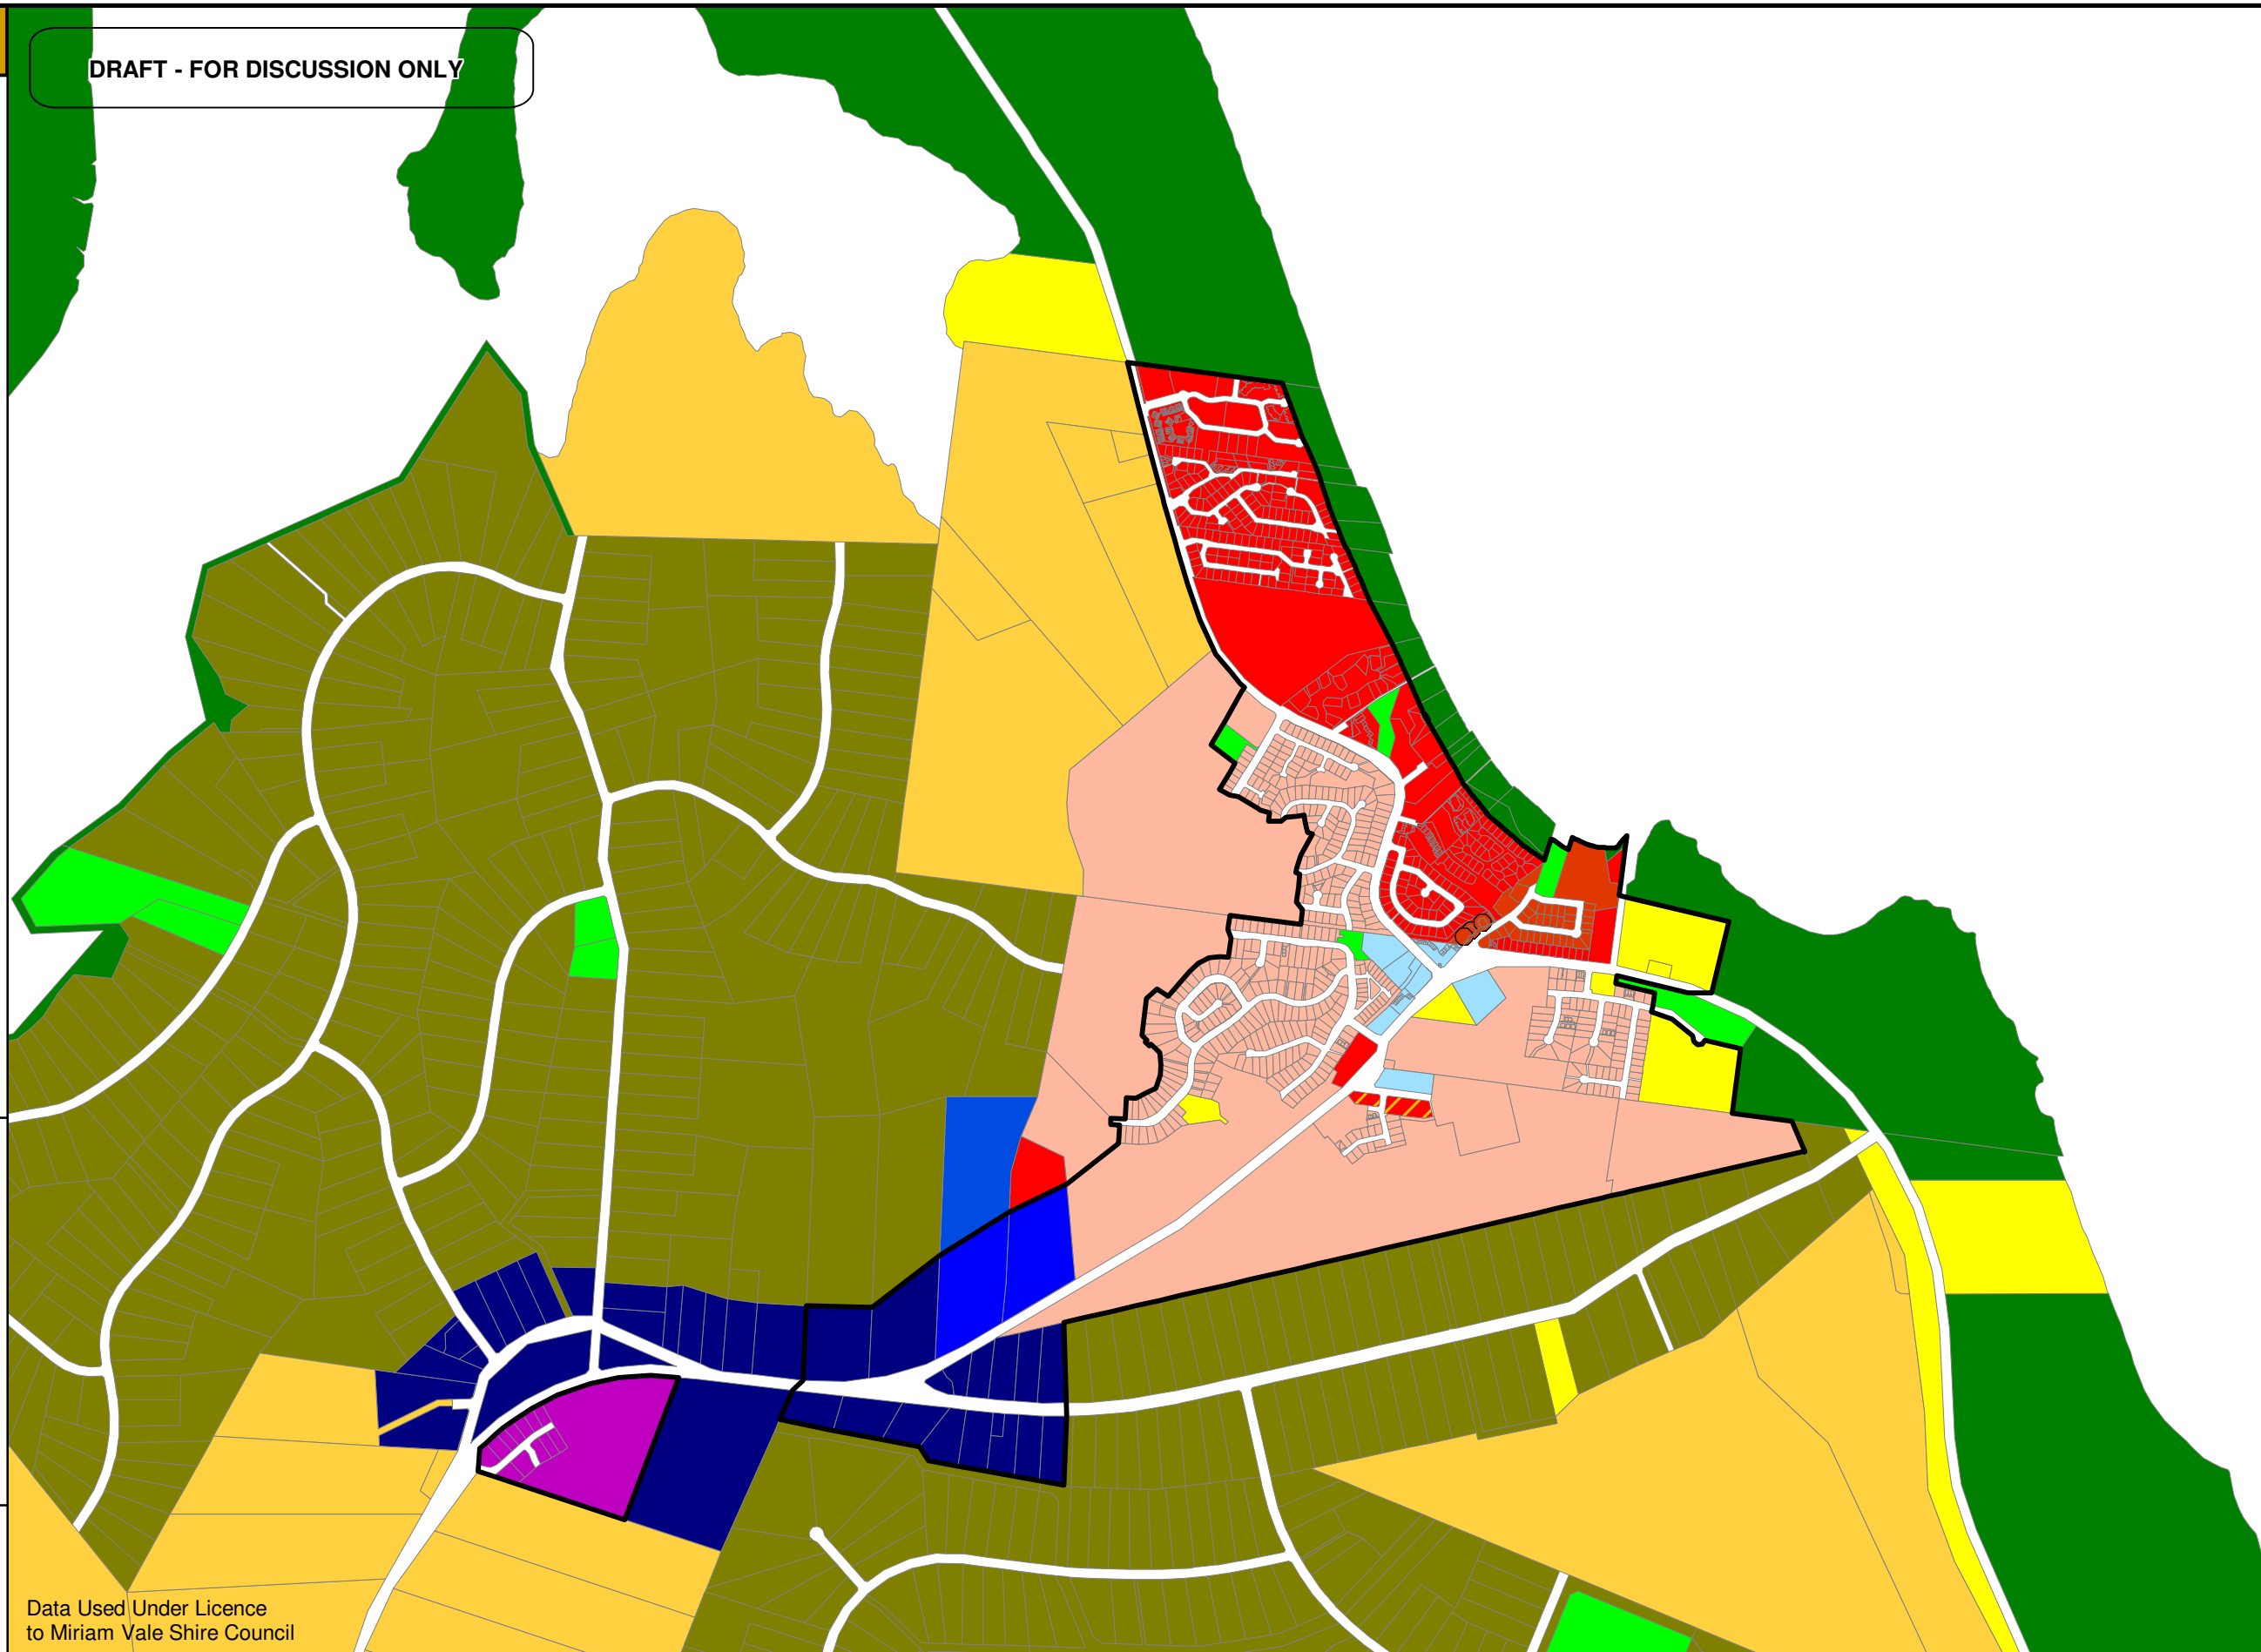 DRAFT - FOR DISCUSSION ONLY
Data Used Under Licence
to Miriam Vale Shire Council